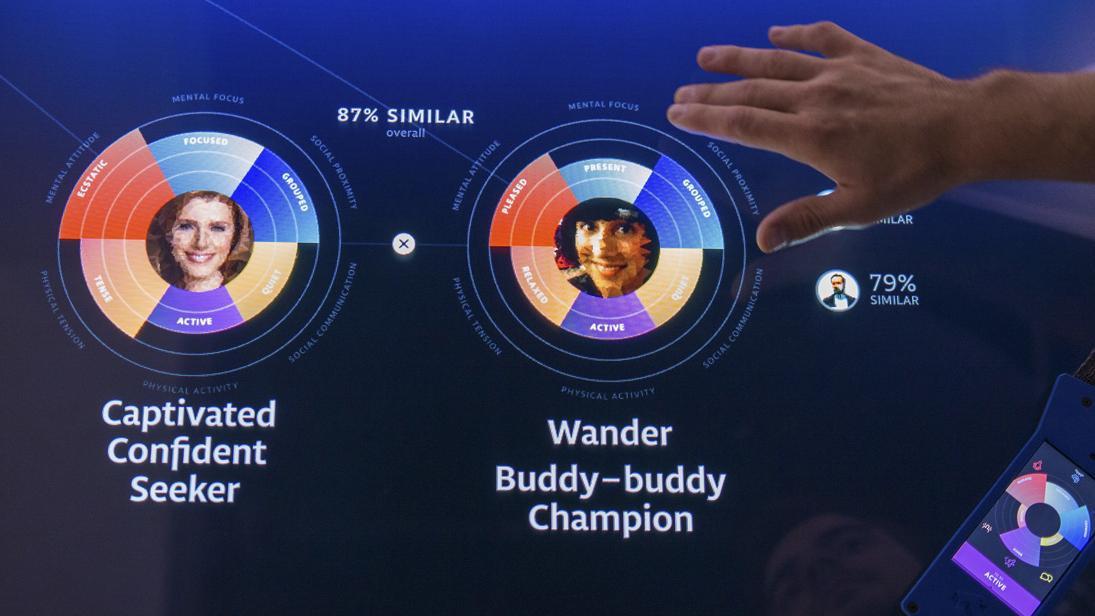 MENTAL FOCUS
87% SIMILAR
overall
MENTAL FOCUS
MENTAL ATTITUDE
ECSTATIC
FOCUSED
GROUPED
SOCIAL PROXIMITY
MENTAL ATTITUDE
PLEASED
PRESENT
GROUPED
SOCIAL PROXIMITY
PHYSICAL TENSION
TENSE
ACTIVE
QUIET
SOCIAL COMMUNICATION
PHYSICAL TENSION
RELAXED
ACTIVE
QUIET
SOCIAL COMMUNICATION
79%
SIMILAR
PHYSICAL ACTIVITY
PHYSICAL ACTIVITY
Captivated
Confident
Seeker
Wander
Buddy–buddy
Champion
ACTIVE